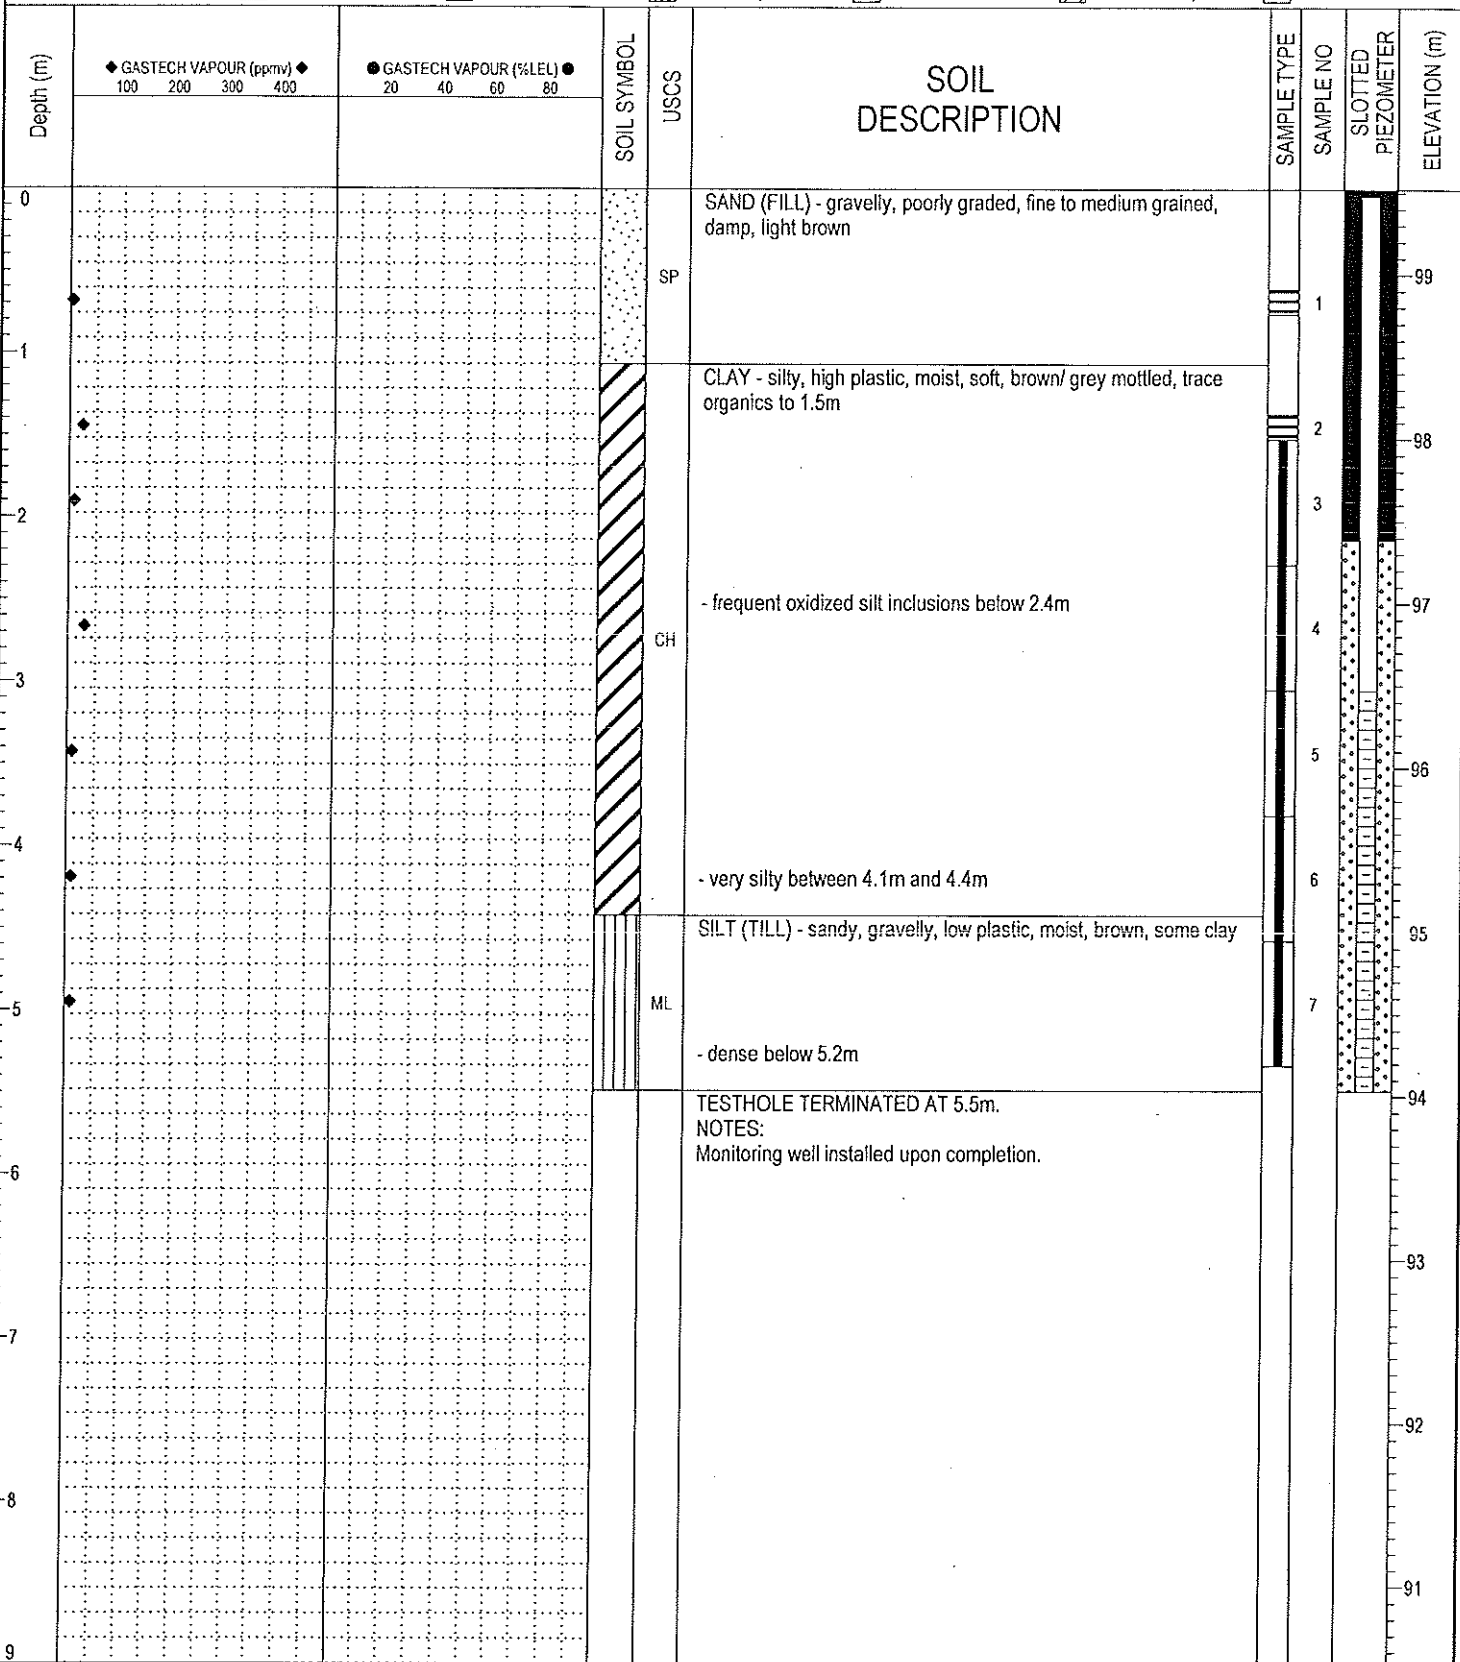 Depth (m)
◆ GASTECH VAPOUR (ppmv) ◆
100 200 300 400
● GASTECH VAPOUR (%LEL) ●
20 40 60 80
SOIL SYMBOL
USCS
SOIL
DESCRIPTION
SAMPLE TYPE
SAMPLE NO
SLOTTED
PIEZOMETER
ELEVATION (m)
0
SAND (FILL) - gravelly, poorly graded, fine to medium grained,
damp, light brown
SP
99
1
1
CLAY - silty, high plastic, moist, soft, brown/ grey mottled, trace
organics to 1.5m
2
98
3
2
- frequent oxidized silt inclusions below 2.4m
97
4
CH
3
5
96
4
- very silty between 4.1m and 4.4m
6
SILT (TILL) - sandy, gravelly, low plastic, moist, brown, some clay
95
ML
7
5
- dense below 5.2m
94
TESTHOLE TERMINATED AT 5.5m.
NOTES:
Monitoring well installed upon completion.
6
93
7
92
8
91
9